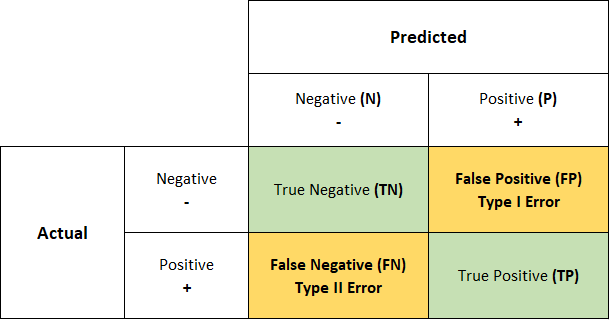 Predicted
Negative (N)
-
Positive (P)
+
Actual
Negative
-
True Negative (TN)
False Positive (FP)
Type I Error
Positive
+
False Negative (FN)
Type II Error
True Positive (TP)